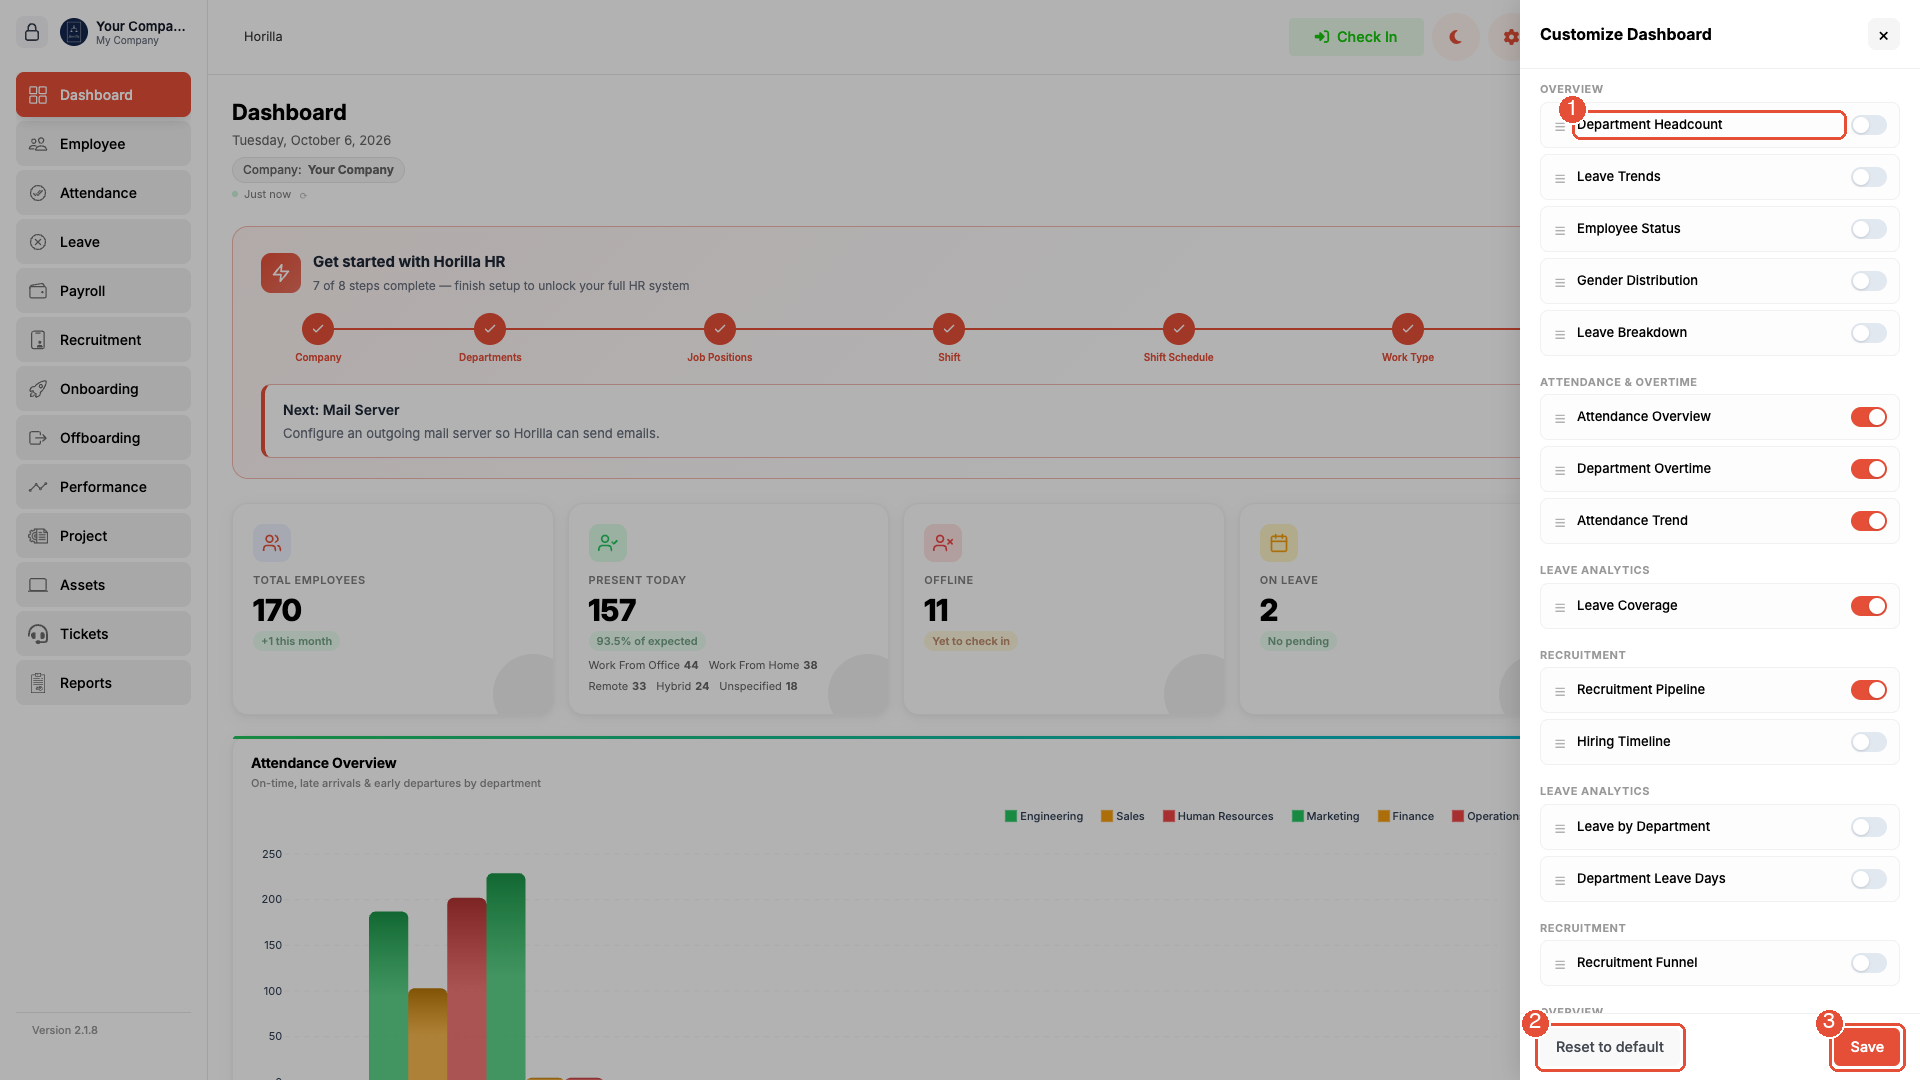 Your Compa...
My Company
Dashboard
Employee
Attendance
Leave
Payroll
Recruitment
Onboarding
Offboarding
Performance
Project
Assets
Tickets
Reports
Version 2.1.8
Horilla
Check In
Dashboard
Tuesday, October 6, 2026
Company: Your Company
Just now
Get started with Horilla HR
7 of 8 steps complete — finish setup to unlock your full HR system
Company
Departments
Job Positions
Shift
Shift Schedule
Work Type
Next: Mail Server
Configure an outgoing mail server so Horilla can send emails.
TOTAL EMPLOYEES
170
+1 this month
PRESENT TODAY
157
93.5% of expected
Work From Office 44 Work From Home 38
Remote 33 Hybrid 24 Unspecified 18
OFFLINE
11
Yet to check in
ON LEAVE
2
No pending
Attendance Overview
On-time, late arrivals & early departures by department
Engineering Sales Human Resources Marketing Finance Operation
250
200
150
100
50
Customize Dashboard
OVERVIEW
1
Department Headcount
Leave Trends
Employee Status
Gender Distribution
Leave Breakdown
ATTENDANCE & OVERTIME
Attendance Overview
Department Overtime
Attendance Trend
LEAVE ANALYTICS
Leave Coverage
RECRUITMENT
Recruitment Pipeline
Hiring Timeline
LEAVE ANALYTICS
Leave by Department
Department Leave Days
RECRUITMENT
Recruitment Funnel
OVERVIEW
2
Reset to default
3
Save